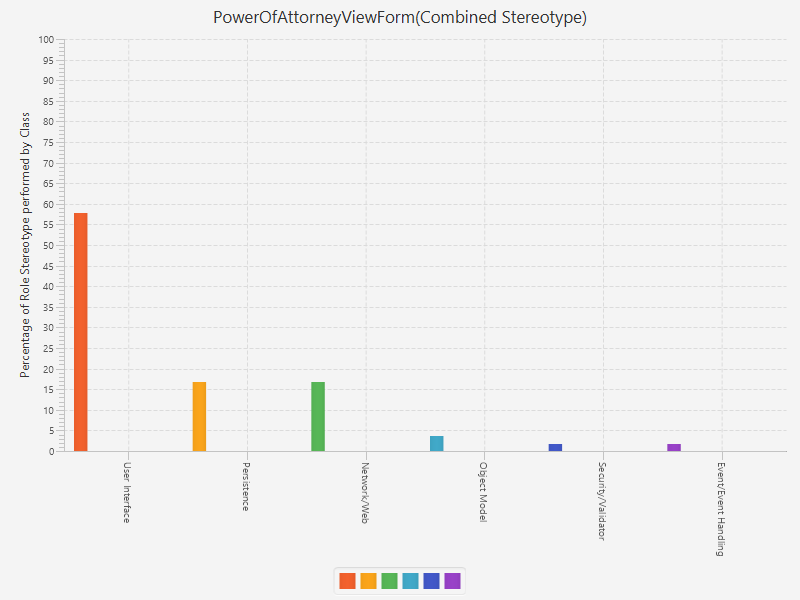 PowerOfAttorneyViewForm(Combined Stereotype)
Percentage of Role Stereotype performed by Class
100
95
90
85
80
75
70
65
60
55
50
45
40
35
30
25
20
15
10
5
0
User Interface
Persistence
Network/Web
Object Model
Security/Validator
Event/Event Handling